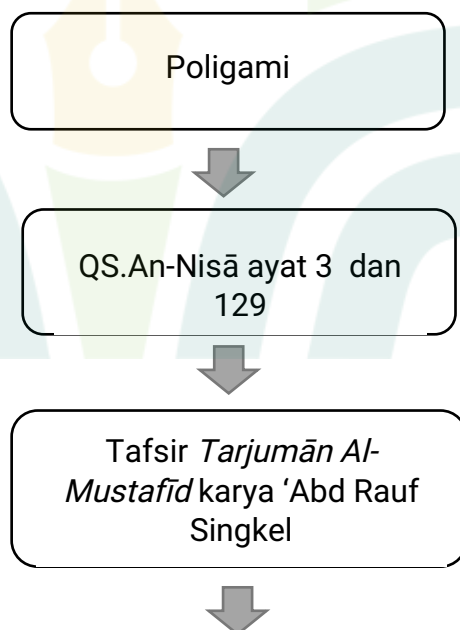 Poligami
QS.An-Nisā ayat 3  dan
129
Tafsir Tarjumān Al-
Mustafīd karya ‘Abd Rauf
Singkel